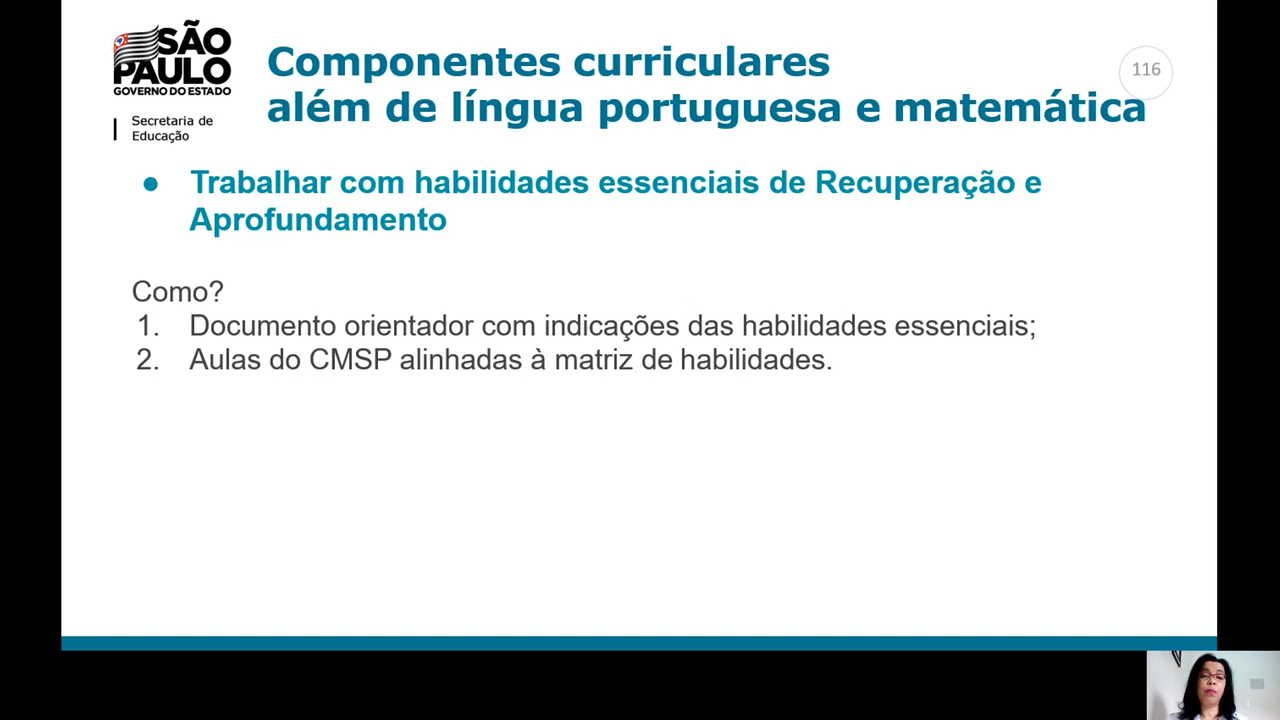 SÃO
PAULO
GOVERNO DO ESTADO
Secretaria de
Educação
Componentes curriculares
além de língua portuguesa e matemática
116
● Trabalhar com habilidades essenciais de Recuperação e
Aprofundamento
Como?
1. Documento orientador com indicações das habilidades essenciais;
2. Aulas do CMSP alinhadas à matriz de habilidades.